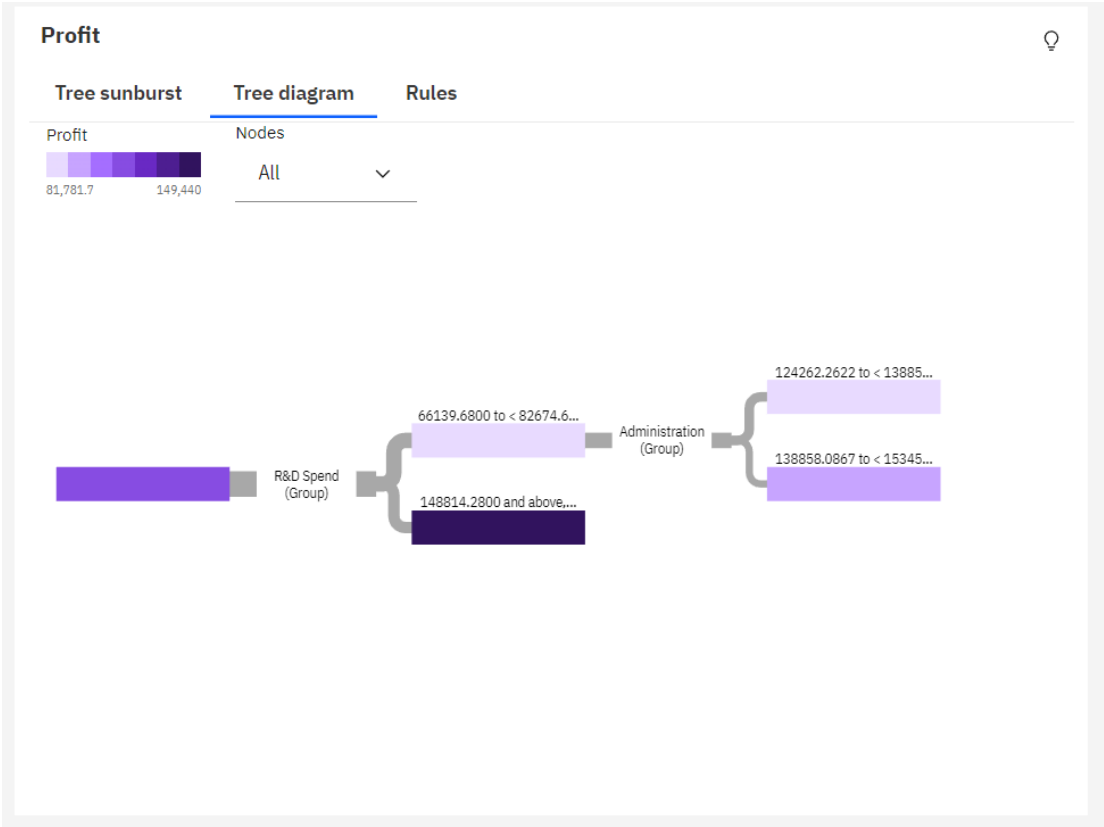 Profit
Tree sunburst
Tree diagram
Rules
Profit
81,781.7
149,440
Nodes
All
R&D Spend
(Group)
66139.6800 to < 82674.6...
148814.2800 and above,...
Administration
(Group)
124262.2622 to < 13885...
138858.0867 to < 15345...